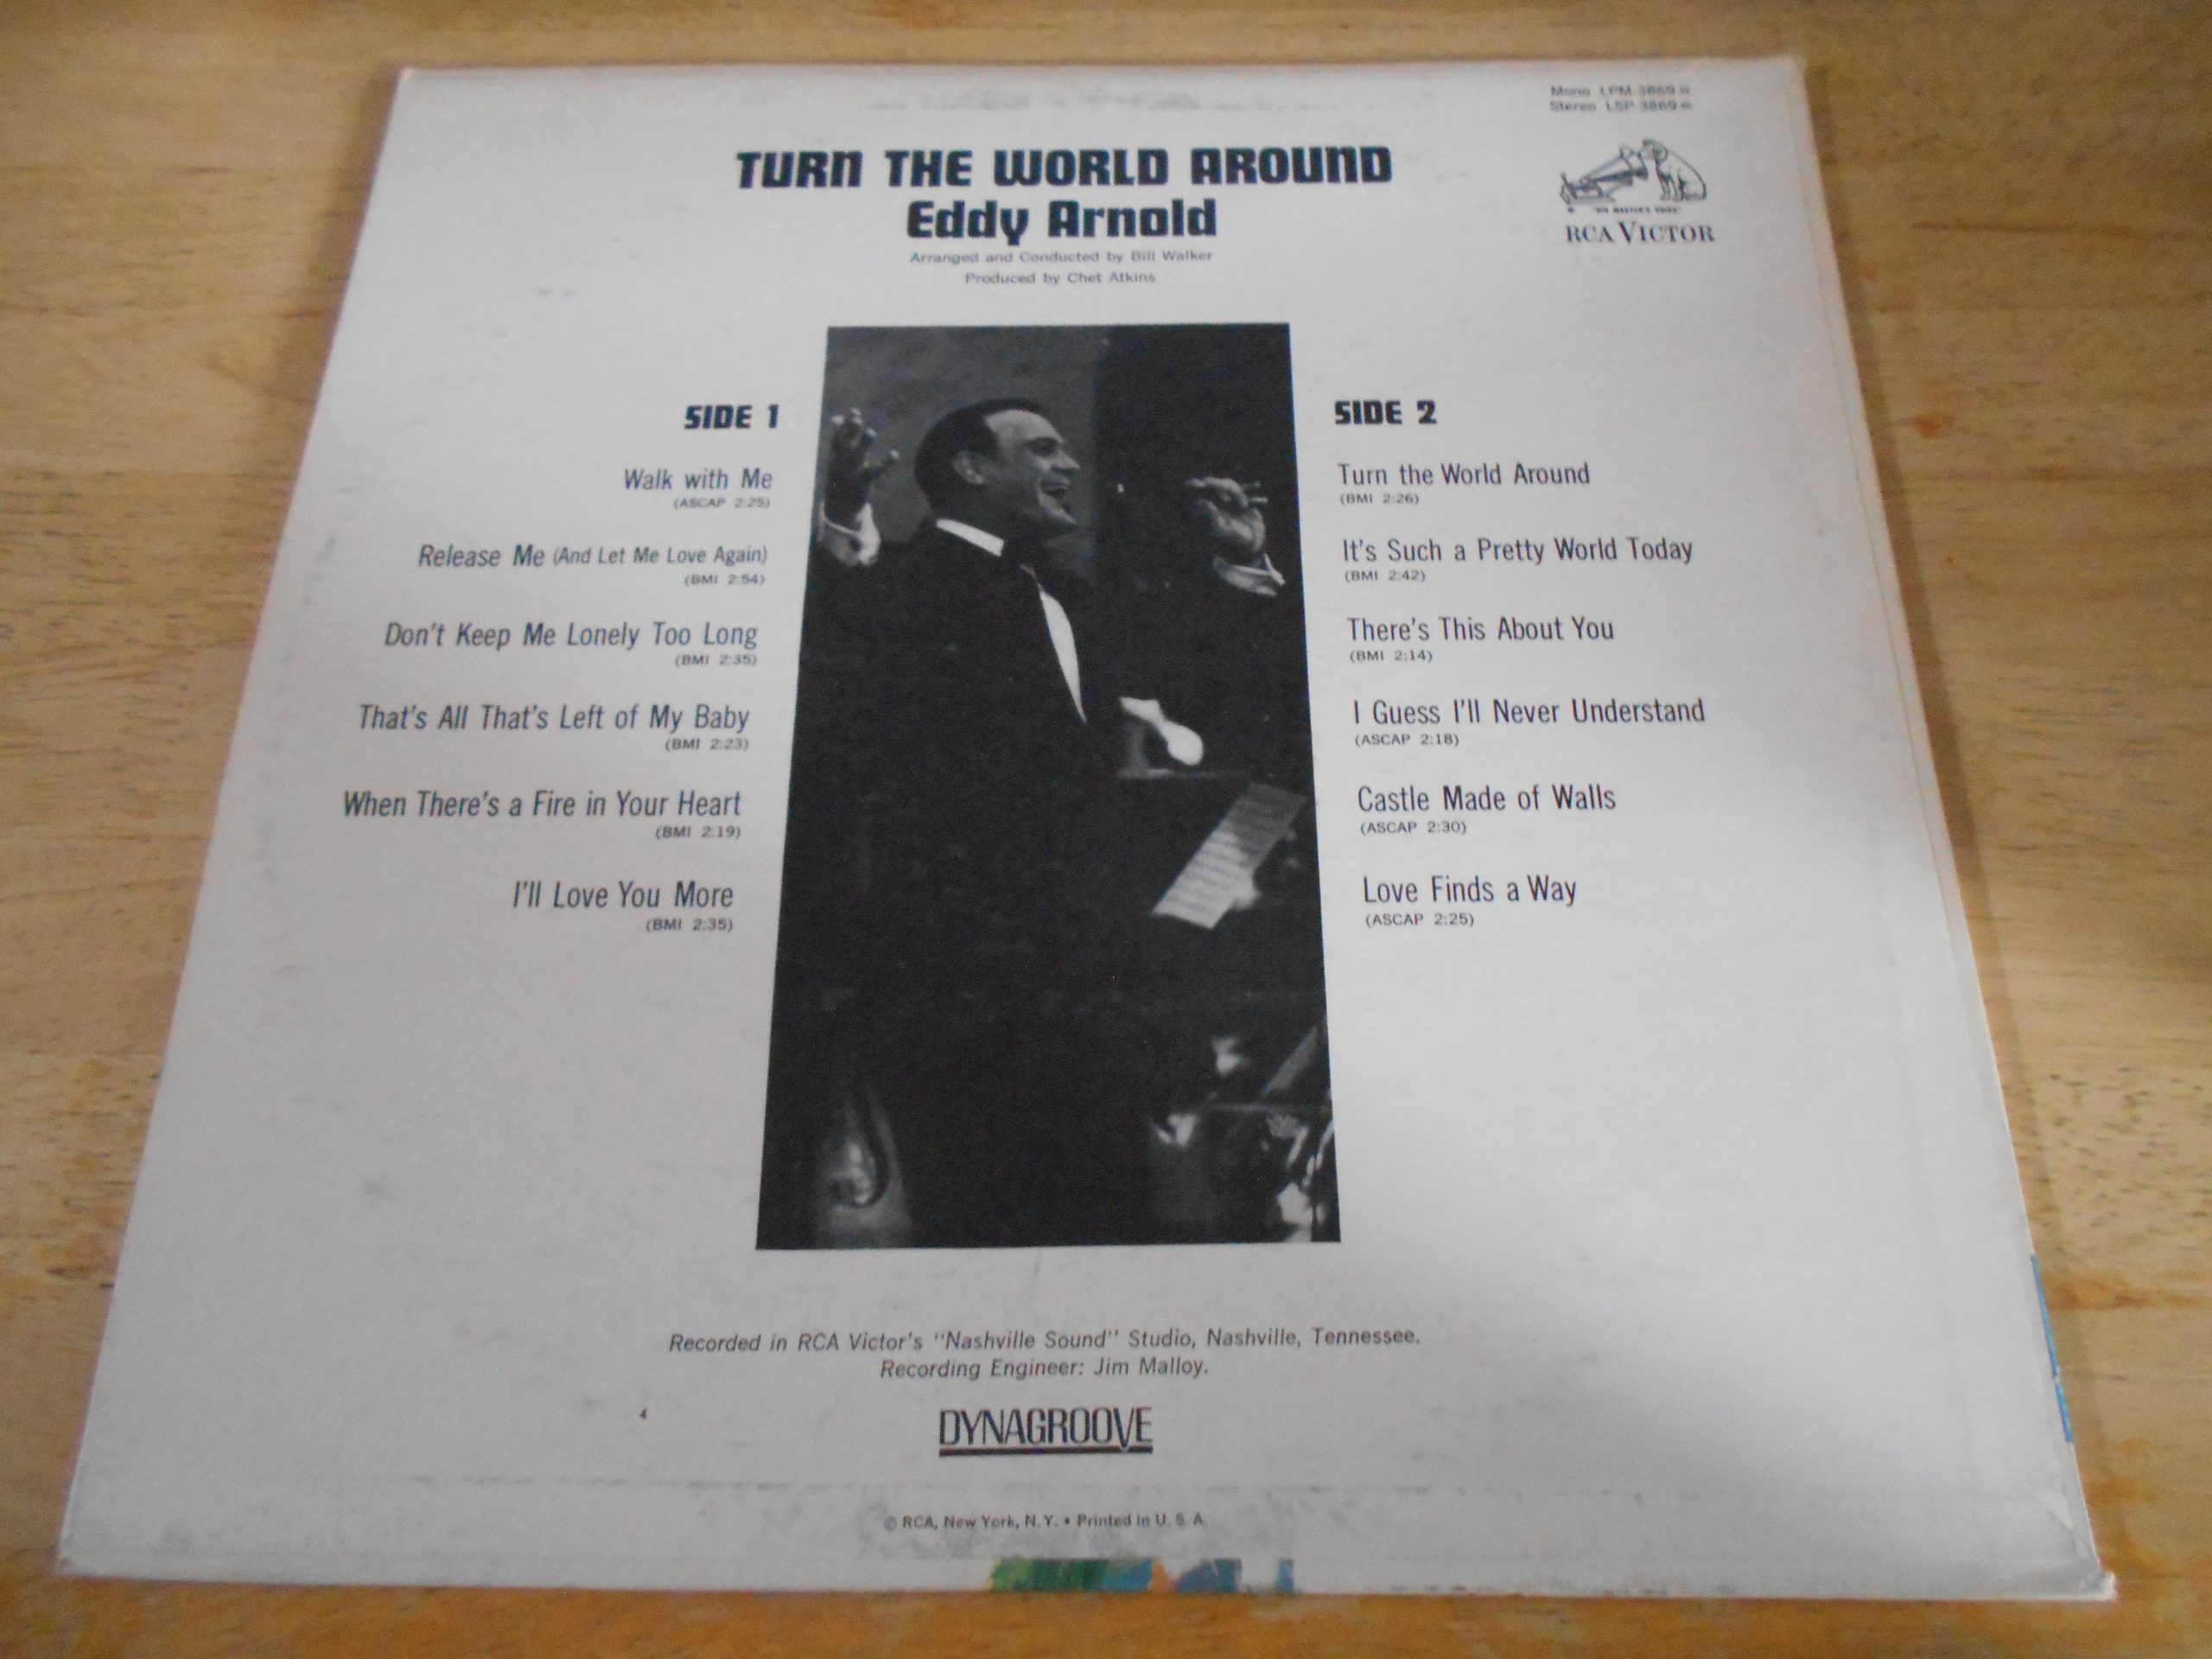 Mono LPM-3869
Stereo LSP-3869
TURN THE WORLD AROUND
Eddy Arnold
Arranged and Conducted by Bill Walker
Produced by Chet Atkins
"HIS MASTER'S VOICE"
RCA VICTOR
SIDE 1
Walk with Me
(ASCAP 2:25)
Release Me (And Let Me Love Again)
(BMI 2:54)
Don't Keep Me Lonely Too Long
(BMI 2:35)
That's All That's Left of My Baby
(BMI 2:23)
When There's a Fire in Your Heart
(BMI 2:19)
I'll Love You More
(BMI 2:35)
SIDE 2
Turn the World Around
(BMI 2:26)
It's Such a Pretty World Today
(BMI 2:42)
There's This About You
(BMI 2:14)
I Guess I'll Never Understand
(ASCAP 2:18)
Castle Made of Walls
(ASCAP 2:30)
Love Finds a Way
(ASCAP 2:25)
Recorded in RCA Victor's "Nashville Sound" Studio, Nashville, Tennessee.
Recording Engineer: Jim Malloy.
4
DYNAGROOVE
© RCA, New York, N.Y. • Printed in U. S. A.